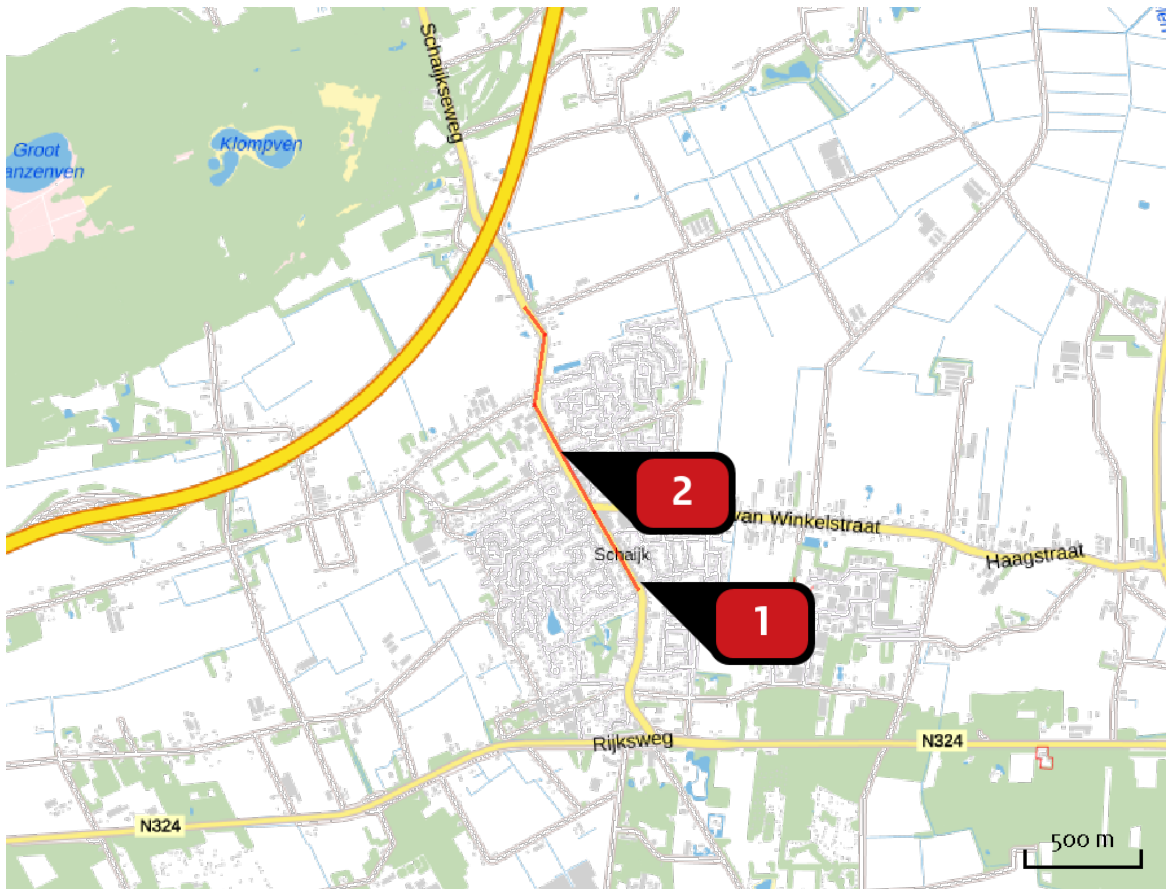 Schaijkseweg
Klompven
Groot
anzenven
2
van Winkelstraat
Haagstraat
Schaijk
1
Rijksweg
N324
N324
500 m